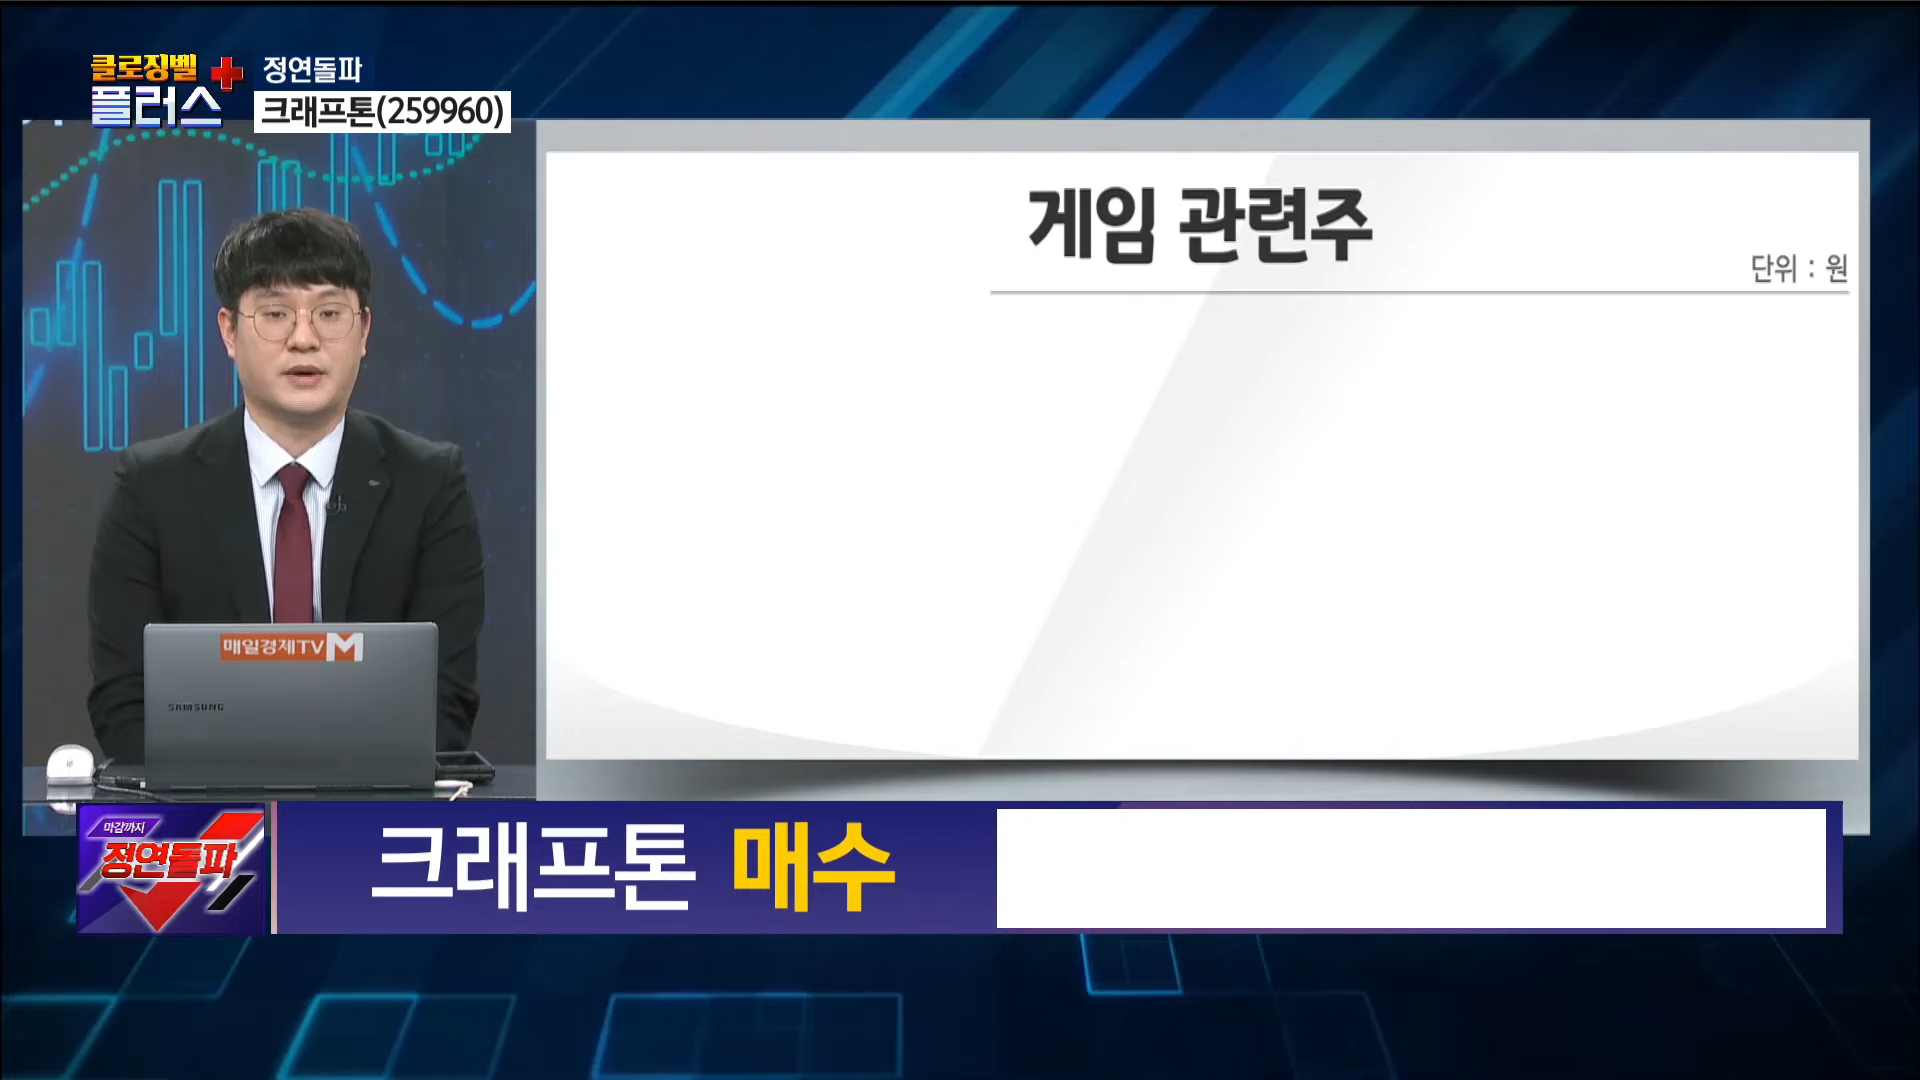 클로징벨
플러스
정연돌파
크래프톤(259960)
게임 관련주
단위 : 원
매일경제TV M
SAMSUNG
마감까지
정연돌파
크래프톤 매수